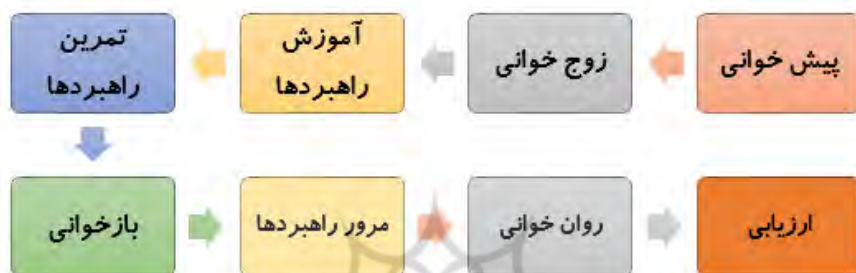 پیش خوانی
زوج خوانی
آموزش
راهبردها
تمرین
راهبردها
بازخوانی
مرور راهبردها
روان خوانی
ارزیابی